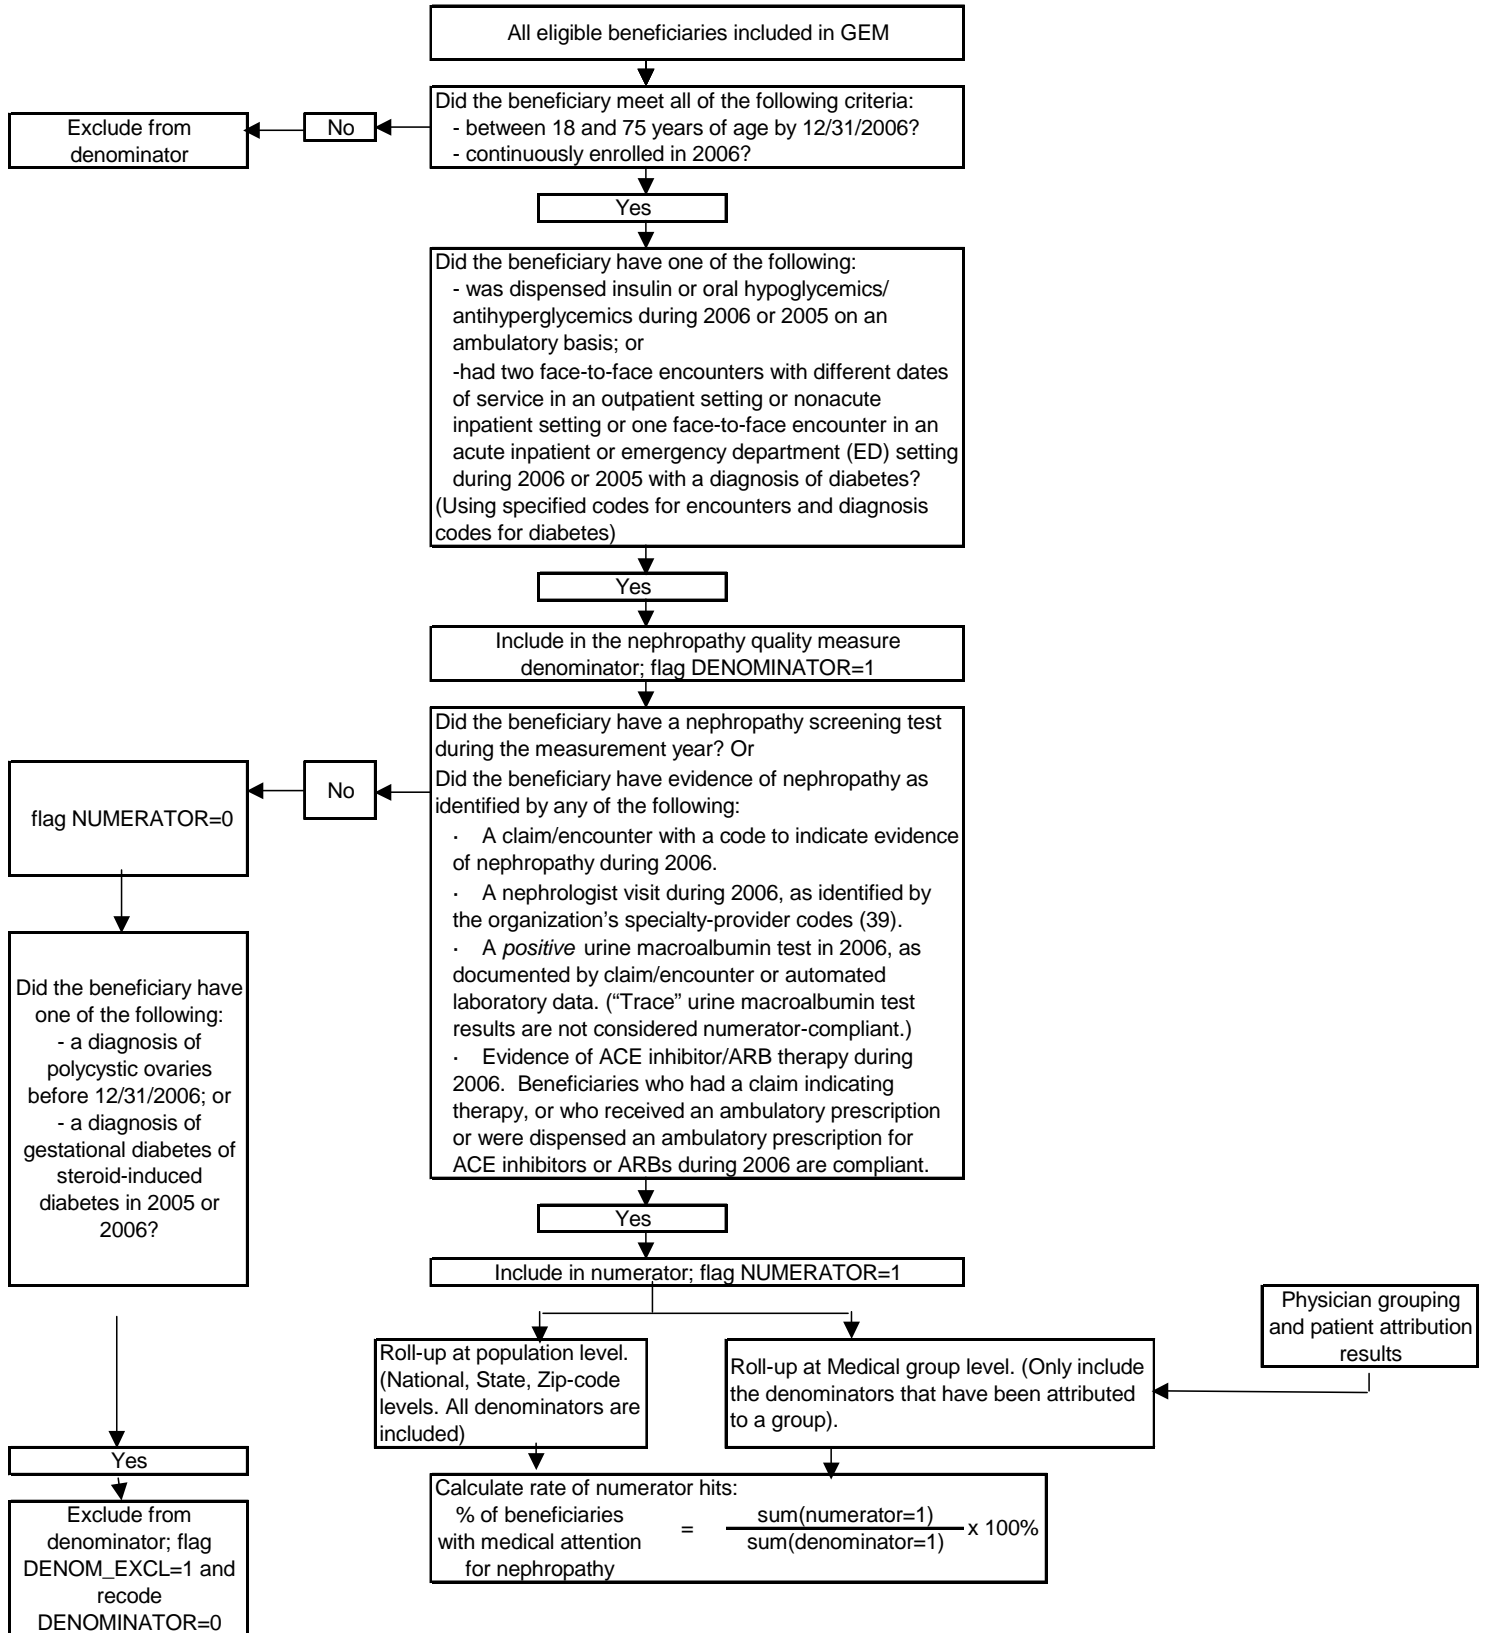 All eligible beneficiaries included in GEM
Did the beneficiary meet all of the following criteria:
- between 18 and 75 years of age by 12/31/2006?
- continuously enrolled in 2006?
No
Exclude from
denominator
Yes
Did the beneficiary have one of the following:
- was dispensed insulin or oral hypoglycemics/
antihyperglycemics during 2006 or 2005 on an
ambulatory basis; or
-had two face-to-face encounters with different dates
of service in an outpatient setting or nonacute
inpatient setting or one face-to-face encounter in an
acute inpatient or emergency department (ED) setting
during 2006 or 2005 with a diagnosis of diabetes?
(Using specified codes for encounters and diagnosis
codes for diabetes)
Yes
Include in the nephropathy quality measure
denominator; flag DENOMINATOR=1
Did the beneficiary have a nephropathy screening test
during the measurement year? Or
Did the beneficiary have evidence of nephropathy as
identified by any of the following:
· A claim/encounter with a code to indicate evidence
of nephropathy during 2006.
· A nephrologist visit during 2006, as identified by
the organization’s specialty-provider codes (39).
· A positive urine macroalbumin test in 2006, as
documented by claim/encounter or automated
laboratory data. (“Trace” urine macroalbumin test
results are not considered numerator-compliant.)
· Evidence of ACE inhibitor/ARB therapy during
2006. Beneficiaries who had a claim indicating
therapy, or who received an ambulatory prescription
or were dispensed an ambulatory prescription for
ACE inhibitors or ARBs during 2006 are compliant.
No
flag NUMERATOR=0
Did the beneficiary have
one of the following:
- a diagnosis of
polycystic ovaries
before 12/31/2006; or
- a diagnosis of
gestational diabetes of
steroid-induced
diabetes in 2005 or
2006?
Yes
Exclude from
denominator; flag
DENOM_EXCL=1 and
recode
DENOMINATOR=0
Yes
Include in numerator; flag NUMERATOR=1
Roll-up at population level.
(National, State, Zip-code
levels. All denominators are
included)
Roll-up at Medical group level. (Only include
the denominators that have been attributed
to a group).
Physician grouping
and patient attribution
results
Calculate rate of numerator hits:
% of beneficiaries
with medical attention
for nephropathy
=
sum(numerator=1)
sum(denominator=1)
x 100%